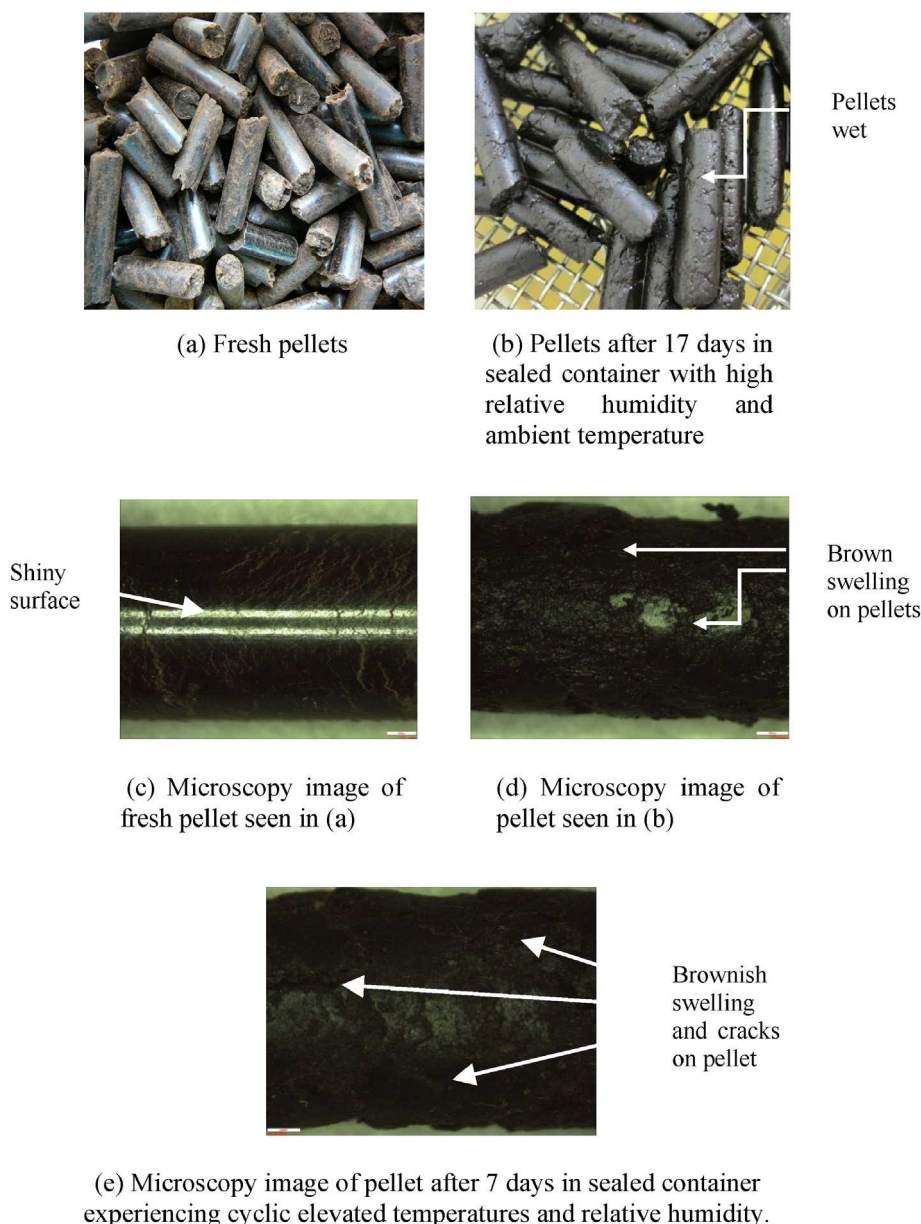 Pellets
wet
(a) Fresh pellets
(b) Pellets after 17 days in
sealed container with high
relative humidity and
ambient temperature
Shiny
surface
Brown
swelling
on pellets
(c) Microscopy image of
fresh pellet seen in (a)
(d) Microscopy image of
pellet seen in (b)
Brownish
swelling
and cracks
on pellet
(e) Microscopy image of pellet after 7 days in sealed container
experiencing cyclic elevated temperatures and relative humidity.